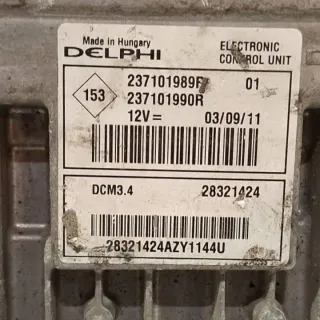 Made in Hungary
DELPHI
ELECTRONIC
CONTROL UNIT
153
237101989R 01
237101990R
12V= 03/09/11
DCM3.4 28321424
28321424AZY1144U